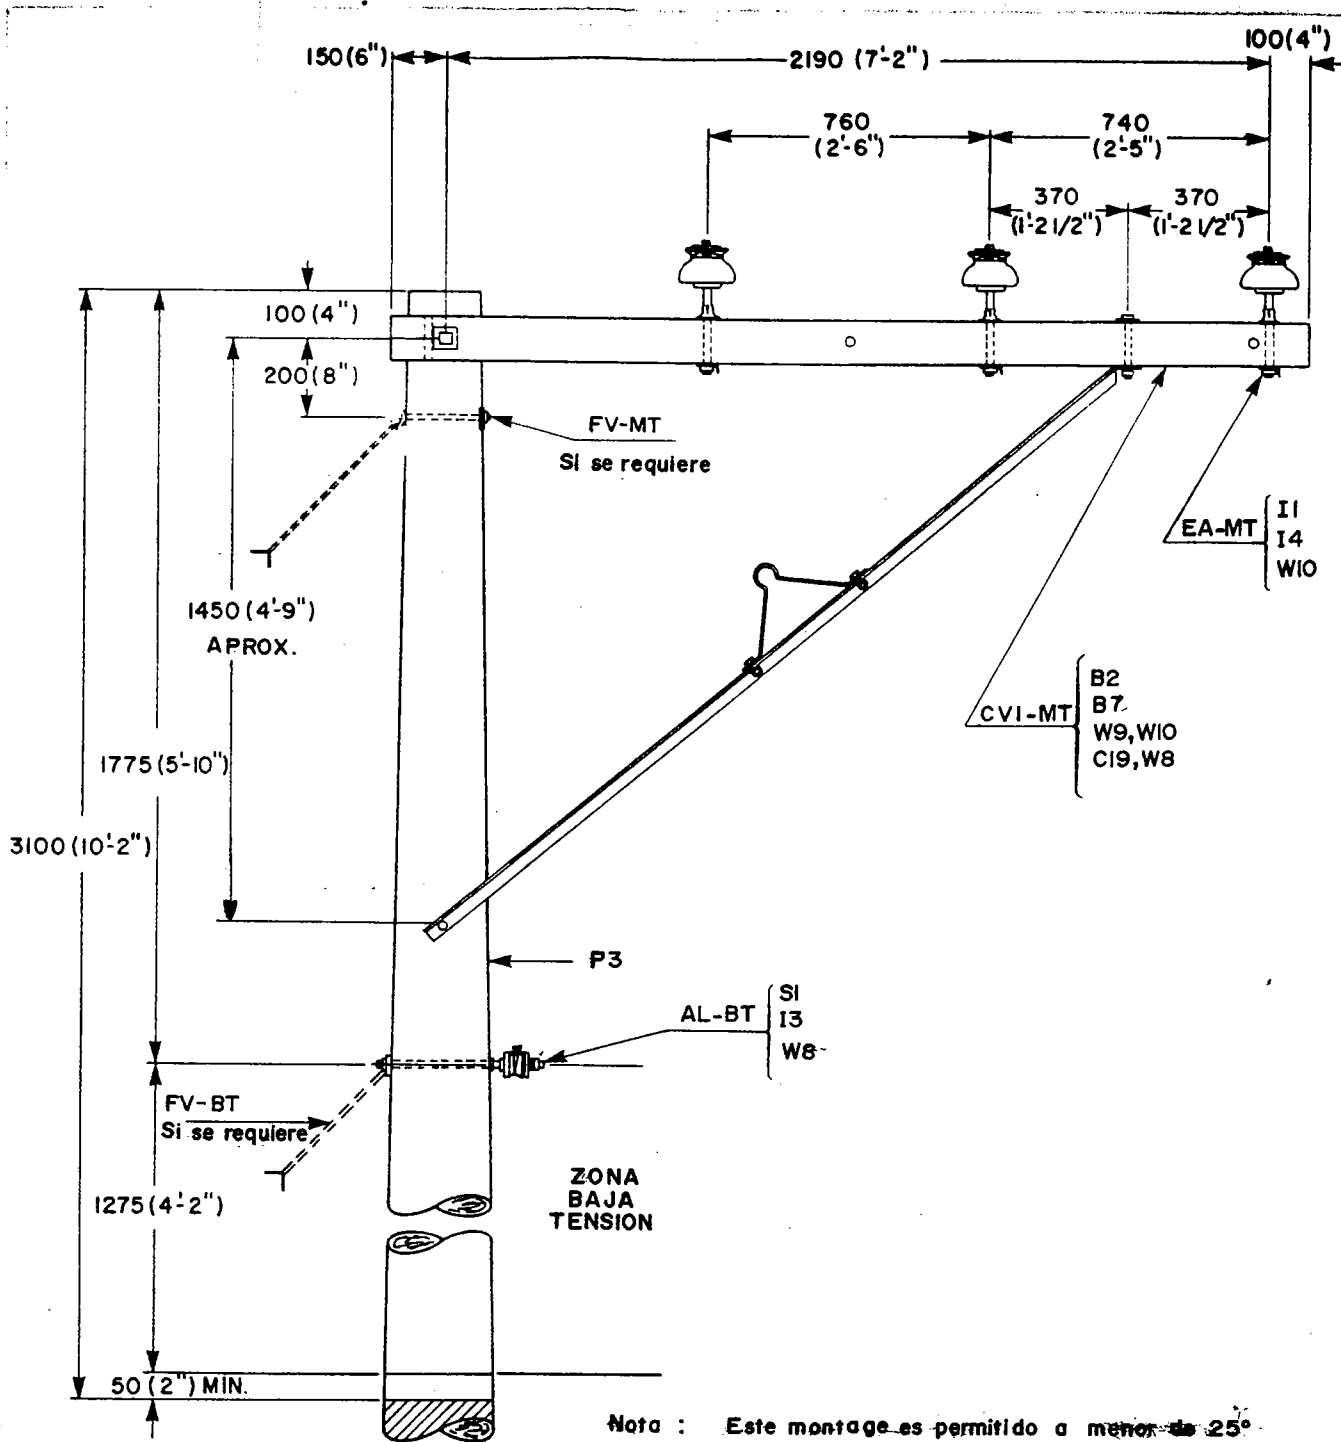 150(6")
2190 (7'-2")
100(4")
760
(2'-6")
740
(2'-5")
370
(1'-2 1/2")
370
(1'-2 1/2")
100(4")
200(8")
FV-MT
Si se requiere
EA-MT
I1
I4
W10
1450(4'-9")
APROX.
CVI-MT
B2
B7
W9,W10
C19,W8
1775(5'-10")
3100(10'-2")
P3
AL-BT
S1
I3
W8
FV-BT
Si se requiere
1275(4'-2")
ZONA
BAJA
TENSION
50(2") MIN.
Nota : Este montage es permitido a menor de 25°